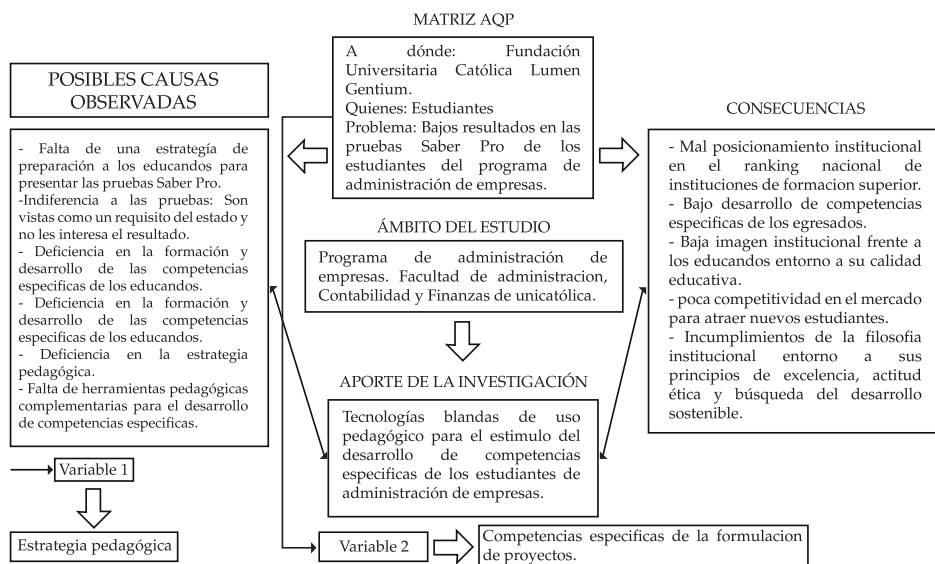 MATRIZ AQP
A dónde: Fundación
Universitaria Católica Lumen
Gentium.
Quienes: Estudiantes
Problema: Bajos resultados en las
pruebas Saber Pro de los
estudiantes del programa de
administración de empresas.
POSIBLES CAUSAS
OBSERVADAS
- Falta de una estrategía de
preparación a los educandos para
presentar las pruebas Saber Pro.
-Indiferencia a las pruebas: Son
vistas como un requisito del estado y
no les interesa el resultado.
- Deficiencia en la formación y
desarrollo de las competencias
especificas de los educandos.
- Deficiencia en la formación y
desarrollo de las competencias
especificas de los educandos.
- Deficiencia en la estrategia
pedagógica.
- Falta de herramientas pedagógicas
complementarias para el desarrollo
de competencias especificas.
CONSECUENCIAS
- Mal posicionamiento institucional
en el ranking nacional de
instituciones de formacion superior.
- Bajo desarrollo de competencias
especificas de los egresados.
- Baja imagen institucional frente a
los educandos entorno a su calidad
educativa.
- poca competitividad en el mercado
para atraer nuevos estudiantes.
- Incumplimientos de la filosofia
institucional entorno a sus
principios de excelencia, actitud
ética y búsqueda del desarrollo
sostenible.
ÁMBITO DEL ESTUDIO
Programa de administración de
empresas. Facultad de administracion,
Contabilidad y Finanzas de unicatólica.
APORTE DE LA INVESTIGACIÓN
Tecnologías blandas de uso
pedagógico para el estimulo del
desarrollo de competencias
especificas de los estudiantes de
administración de empresas.
Variable 1
Estrategia pedagógica
Variable 2
Competencias especificas de la formulacion
de proyectos.